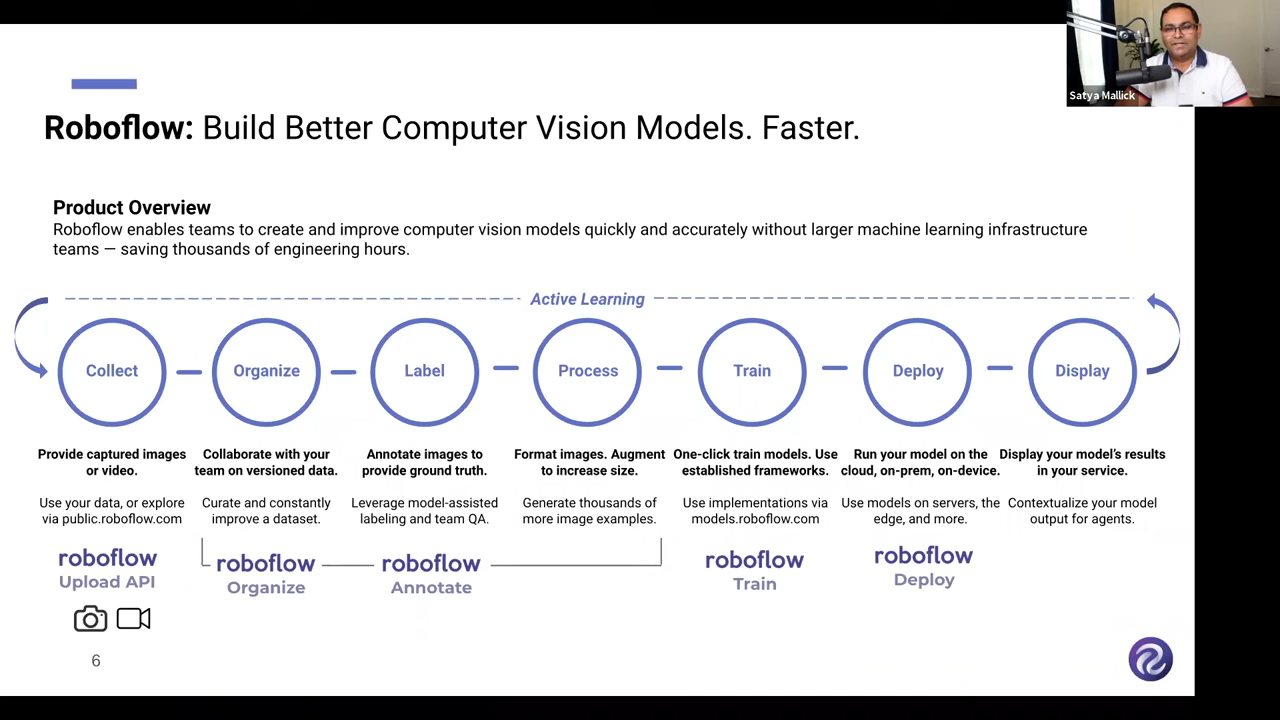 Satya Mallick
Roboflow: Build Better Computer Vision Models. Faster.
Product Overview
Roboflow enables teams to create and improve computer vision models quickly and accurately without larger machine learning infrastructure
teams — saving thousands of engineering hours.
Active Learning
Collect
Organize
Label
Process
Train
Deploy
Display
Provide captured images
or video.
Collaborate with your
team on versioned data.
Annotate images to
provide ground truth.
Format images. Augment
to increase size.
One-click train models. Use
established frameworks.
Run your model on the
cloud, on-prem, on-device.
Display your model's results
in your service.
Use your data, or explore
via public.roboflow.com
Curate and constantly
improve a dataset.
Leverage model-assisted
labeling and team QA.
Generate thousands of
more image examples.
Use implementations via
models.roboflow.com
Use models on servers, the
edge, and more.
Contextualize your model
output for agents.
roboflow
Upload API
roboflow
Organize
roboflow
Annotate
roboflow
Train
roboflow
Deploy
6